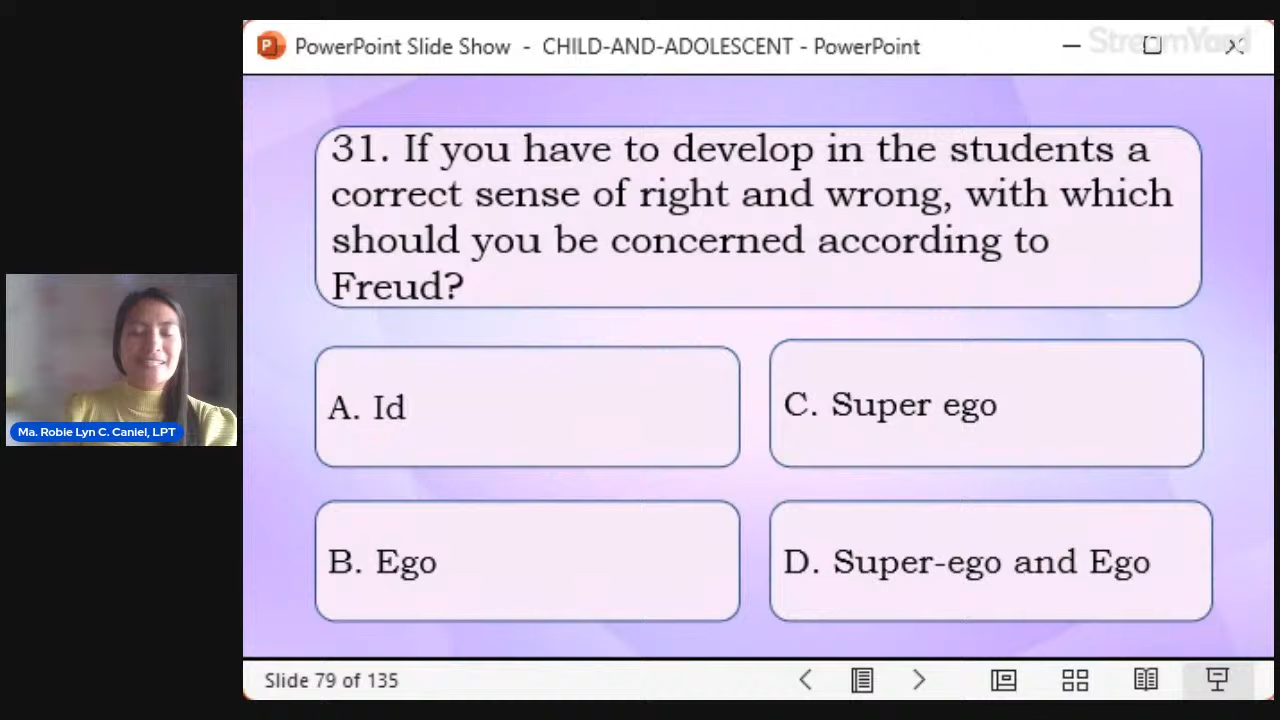 PowerPoint Slide Show - CHILD-AND-ADOLESCENT - PowerPoint
StreamYard
31. If you have to develop in the students a
correct sense of right and wrong, with which
should you be concerned according to
Freud?
A. Id
C. Super ego
B. Ego
D. Super-ego and Ego
Ma. Robie Lyn C. Caniel, LPT
Slide 79 of 135